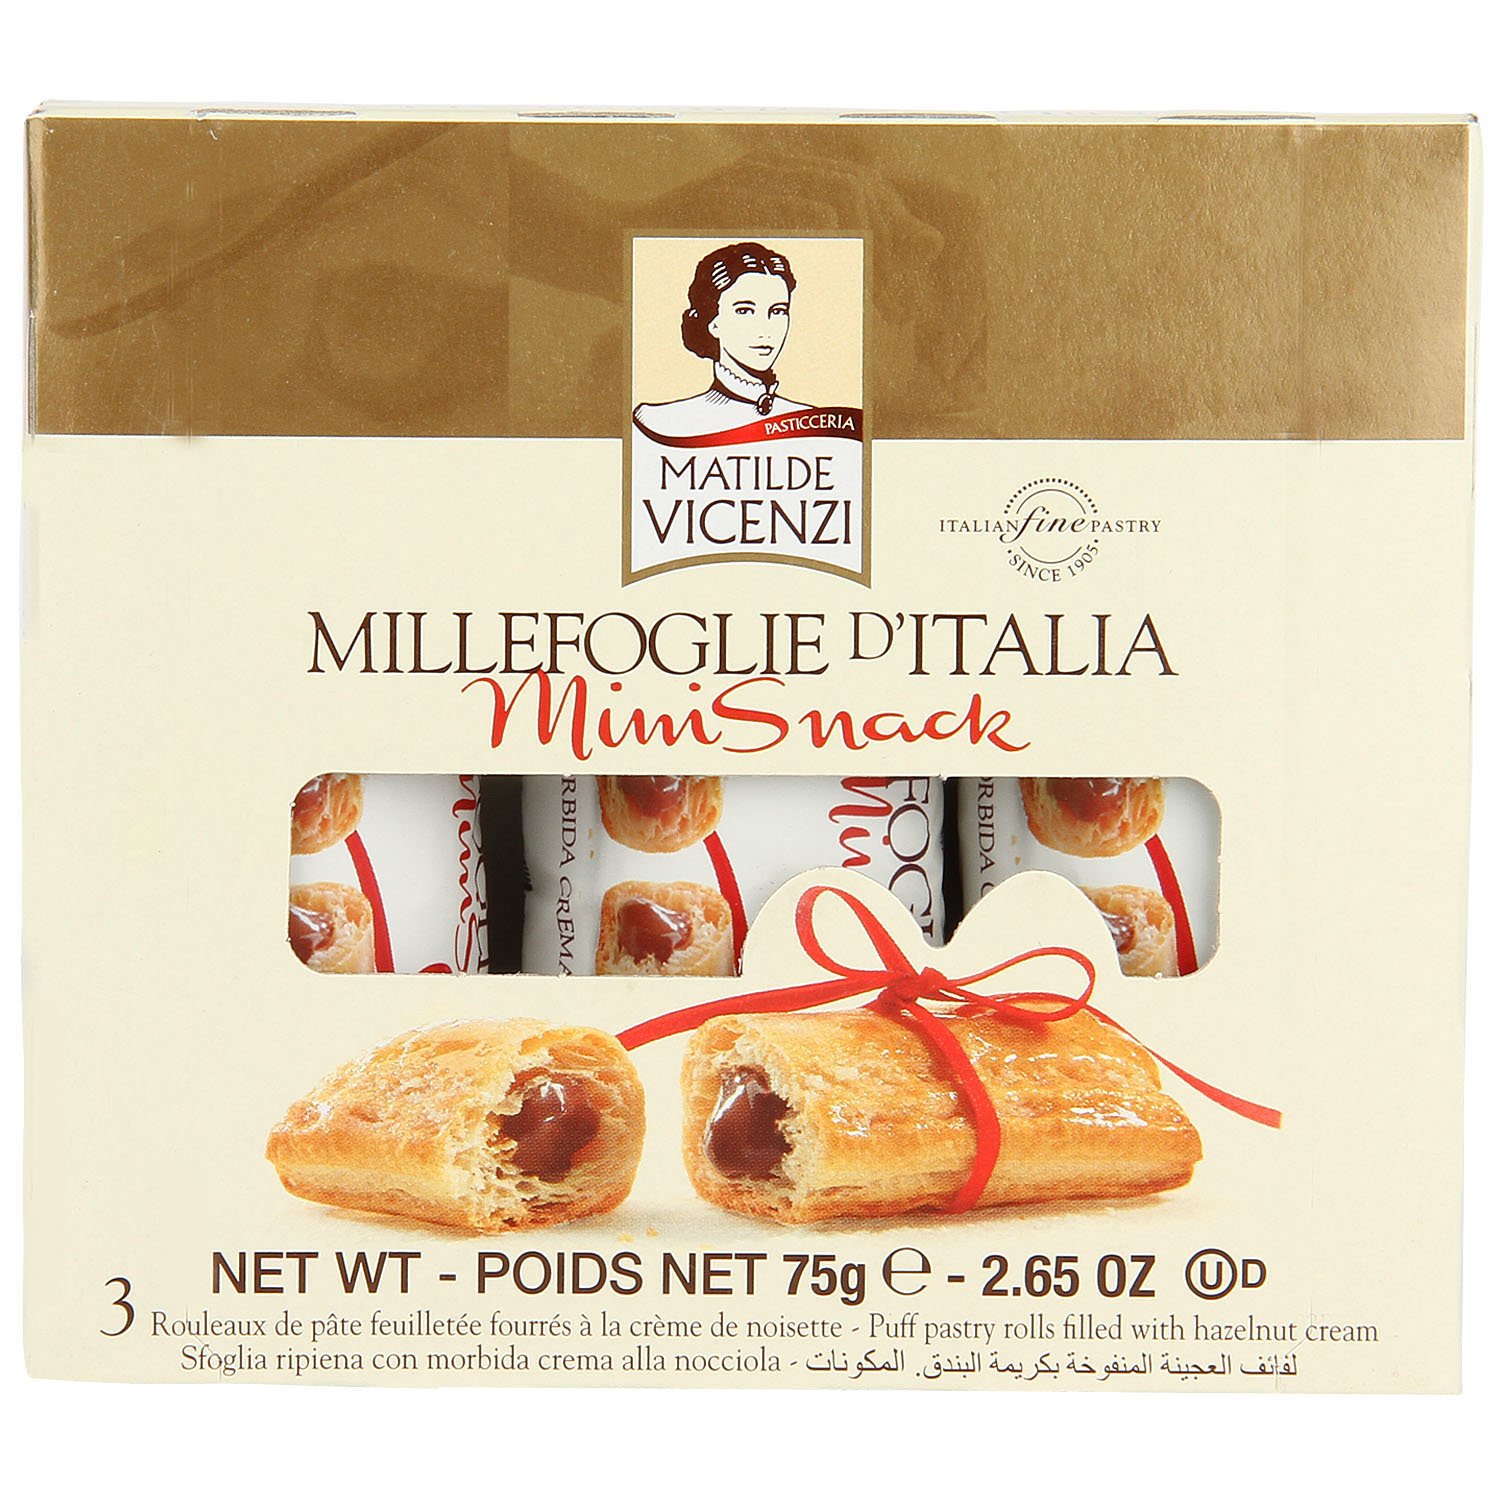 PASTICCERIA
MATILDE
VICENZI
ITALIAN fine PASTRY
·SINCE 1905·
MILLEFOGLIE D'ITALIA
MiniSnack
ORBIDA CREMA
NET WT - POIDS NET 75g ℮ - 2.65 OZ Ⓤ D
3 Rouleaux de pâte feuilletée fourrés à la crème de noisette - Puff pastry rolls filled with hazelnut cream
Sfoglia ripiena con morbida crema alla nocciola - لفائف العجينة المنفوخة بكريمة البندق. المكونات